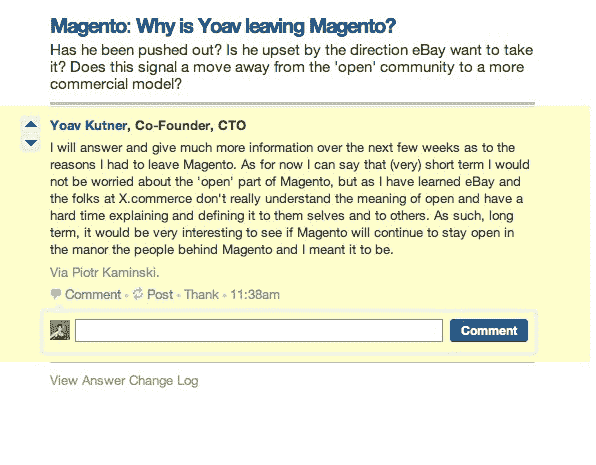 Magento: Why is Yoav leaving Magento?
Has he been pushed out? Is he upset by the direction eBay want to take
it? Does this signal a move away from the 'open' community to a more
commercial model?
Yoav Kutner, Co-Founder, CTO
I will answer and give much more information over the next few weeks as to the
reasons I had to leave Magento. As for now I can say that (very) short term I would
not be worried about the 'open' part of Magento, but as I have learned eBay and
the folks at X.commerce don't really understand the meaning of open and have a
hard time explaining and defining it to them selves and to others. As such, long
term, it would be very interesting to see if Magento will continue to stay open in
the manor the people behind Magento and I meant it to be.
Via Piotr Kaminski.
Comment • Post • Thank • 11:38am
Comment
View Answer Change Log